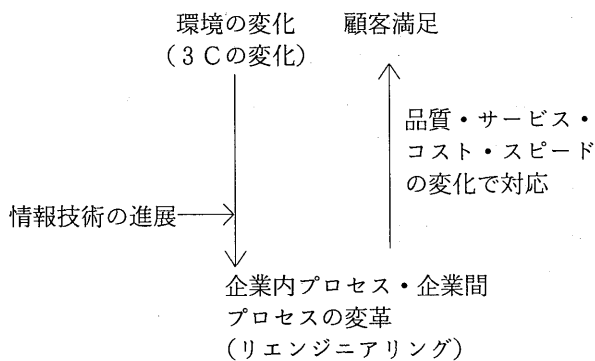 環境の変化
(3Cの変化)
顧客満足
品質・サービス・
コスト・スピード
の変化で対応
情報技術の進展
企業内プロセス・企業間
プロセスの変革
(リエンジニアリング)